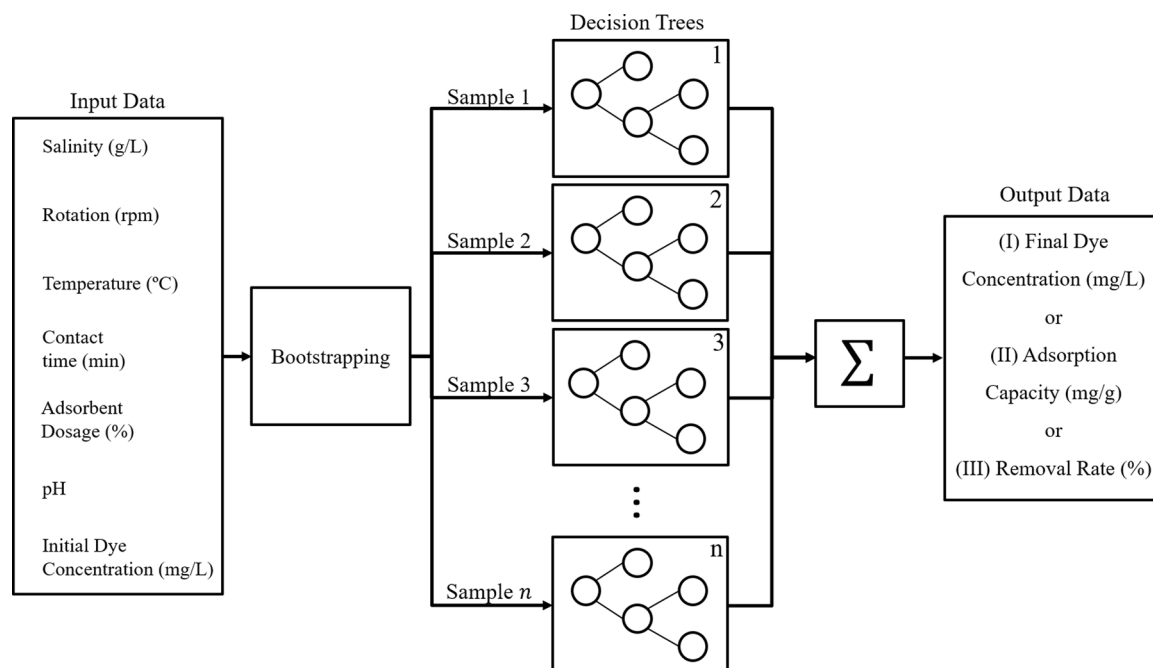 Input Data
Salinity (g/L)
Rotation (rpm)
Temperature (ºC)
Contact
time (min)
Adsorbent
Dosage (%)
pH
Initial Dye
Concentration (mg/L)
Bootstrapping
Sample 1
Sample 2
Sample 3
Sample n
Decision Trees
1
2
3
⋮
n
Σ
Output Data
(I) Final Dye
Concentration (mg/L)
or
(II) Adsorption
Capacity (mg/g)
or
(III) Removal Rate (%)